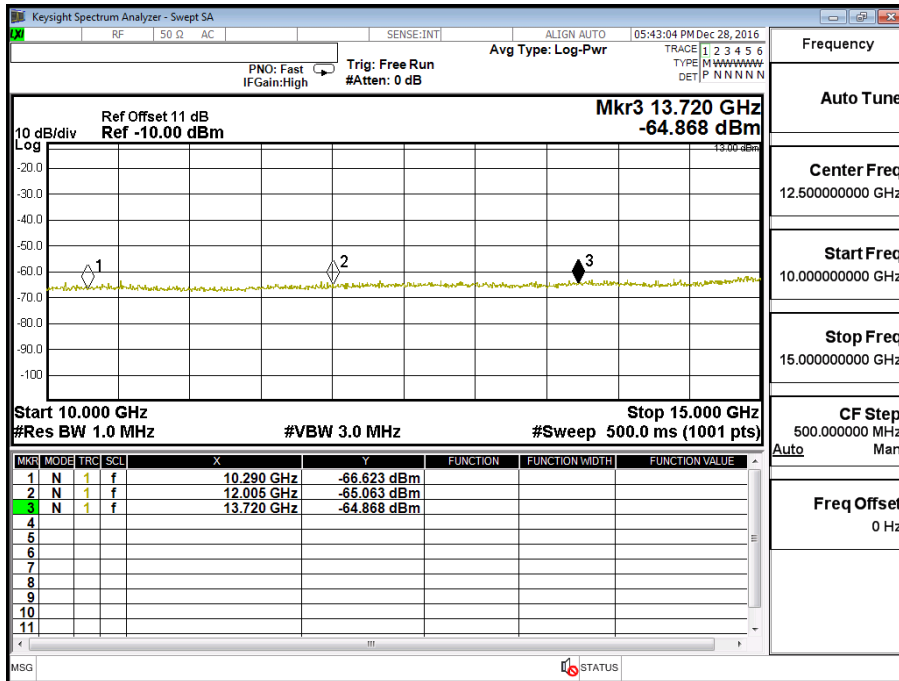 Keysight Spectrum Analyzer - Swept SA
LXI RF 50 Ω AC SENSE:INT ALIGN AUTO 05:43:04 PM Dec 28, 2016
PNO: Fast
IFGain:High
Trig: Free Run
#Atten: 0 dB
Avg Type: Log-Pwr
TRACE 1 2 3 4 5 6
TYPE M W W W W W
DET P N N N N N
Mkr3 13.720 GHz
-64.868 dBm
Ref Offset 11 dB
10 dB/div Ref -10.00 dBm
Log
-13.00 dBm
-20.0
-30.0
-40.0
-50.0
-60.0
-70.0
-80.0
-90.0
-100
1
2
3
Start 10.000 GHz Stop 15.000 GHz
#Res BW 1.0 MHz #VBW 3.0 MHz #Sweep 500.0 ms (1001 pts)
MKR MODE TRC SCL X Y FUNCTION FUNCTION WIDTH FUNCTION VALUE
1 N 1 f 10.290 GHz -66.623 dBm
2 N 1 f 12.005 GHz -65.063 dBm
3 N 1 f 13.720 GHz -64.868 dBm
4
5
6
7
8
9
10
11
MSG STATUS
Frequency
Auto Tune
Center Freq
12.500000000 GHz
Start Freq
10.000000000 GHz
Stop Freq
15.000000000 GHz
CF Step
500.000000 MHz
Auto Man
Freq Offset
0 Hz